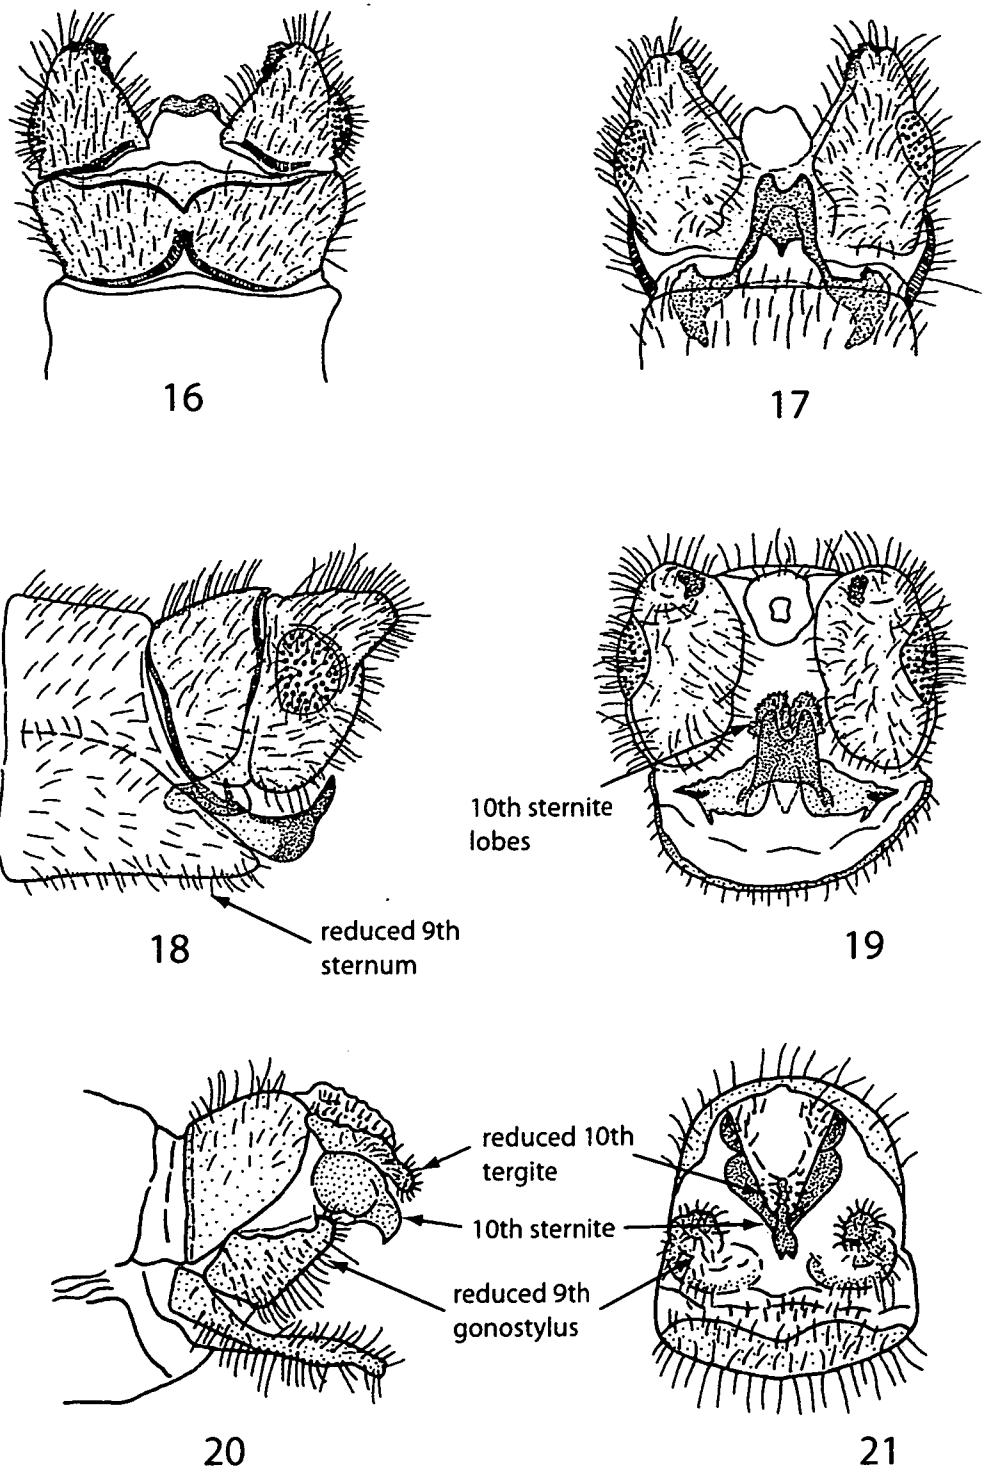 16
17
10th sternite
lobes
reduced 9th
sternum
18
19
reduced 10th
tergite
10th sternite
reduced 9th
gonostylus
20
21